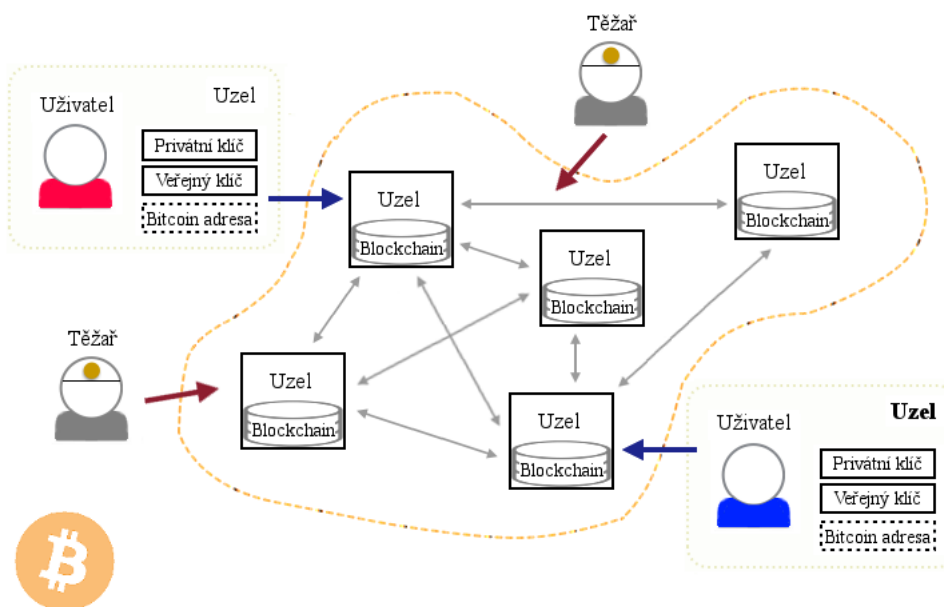 Těžař
Uživatel
Uzel
Privátní klíč
Veřejný klíč
Bitcoin adresa
Uzel
Blockchain
Uzel
Blockchain
Uzel
Blockchain
Těžař
Uzel
Blockchain
Uzel
Blockchain
Uživatel
Uzel
Privátní klíč
Veřejný klíč
Bitcoin adresa